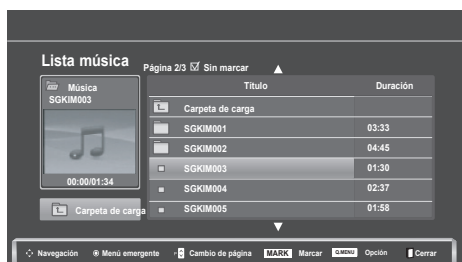 Lista música
Página 2/3 Sin marcar
Música
SGKIM003
00:00/01:34
Carpeta de carga
Título Duración
Carpeta de carga
SGKIM001 03:33
SGKIM002 04:45
SGKIM003 01:30
SGKIM004 02:37
SGKIM005 01:58
Navegación Menú emergente P Cambio de página MARK Marcar Q.MENU Opción Cerrar